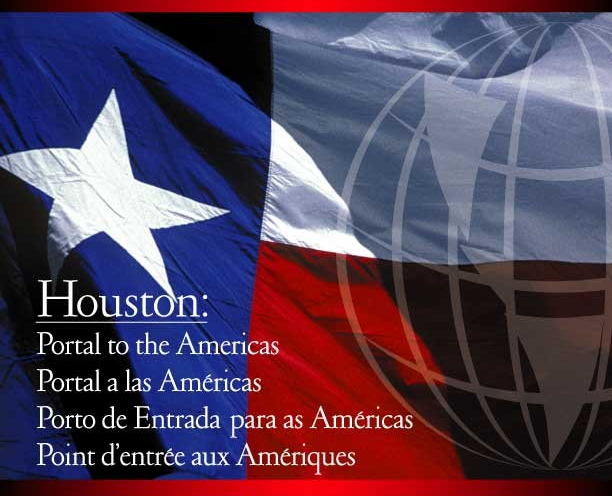 Houston:
Portal to the Americas
Portal a las Américas
Porto de Entrada para as Américas
Point d'entrée aux Amériques